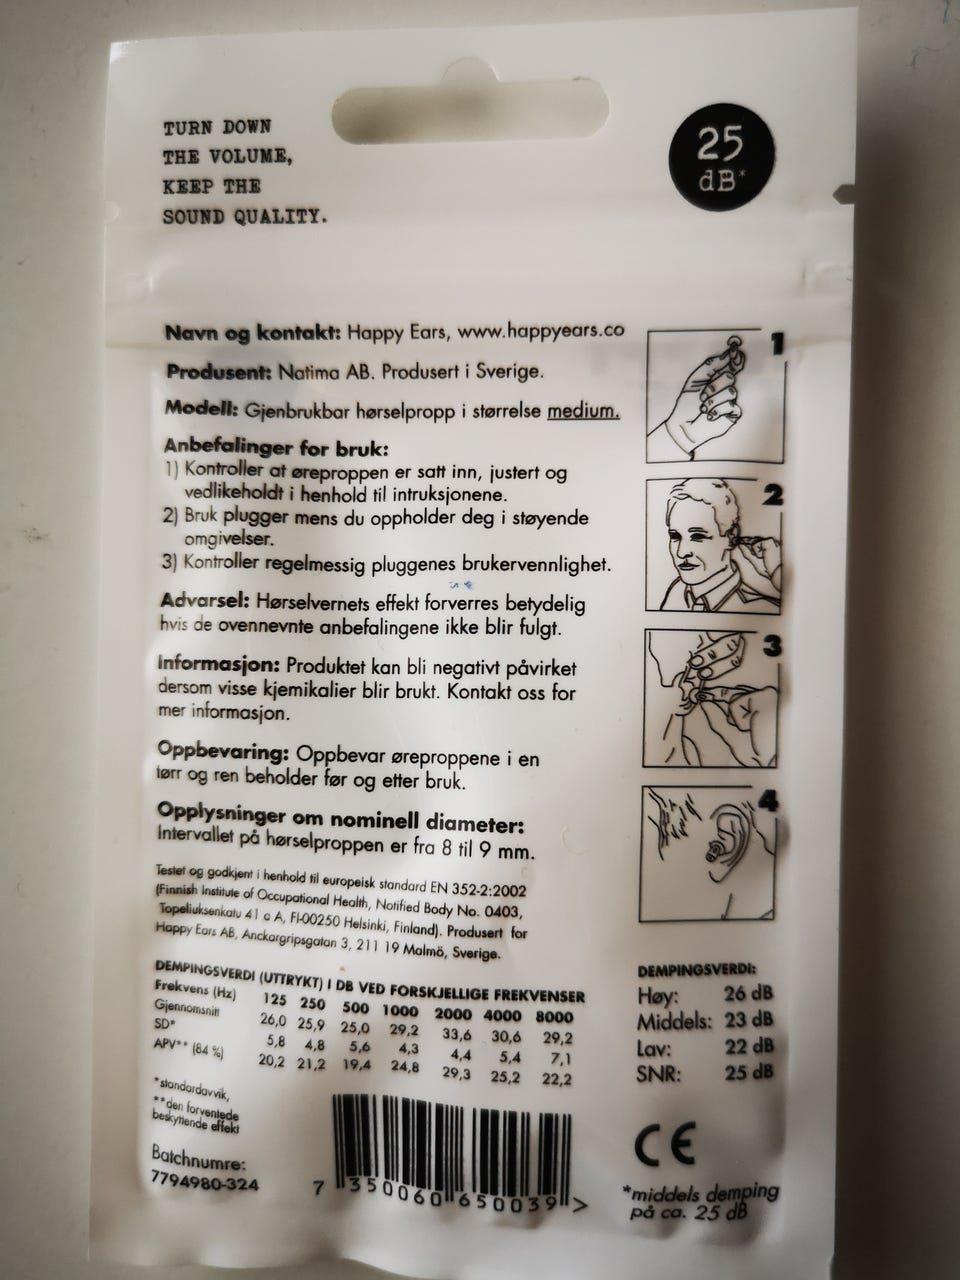 TURN DOWN
THE VOLUME,
KEEP THE
SOUND QUALITY.
25
dB*
Navn og kontakt: Happy Ears, www.happyears.co
Produsent: Natima AB. Produsert i Sverige.
Modell: Gjenbrukbar hørselpropp i størrelse medium.
Anbefalinger for bruk:
1) Kontroller at øreproppen er satt inn, justert og
vedlikeholdt i henhold til intruksjonene.
2) Bruk plugger mens du oppholder deg i støyende
omgivelser.
3) Kontroller regelmessig pluggenes brukervennlighet.
Advarsel: Hørselvernets effekt forverres betydelig
hvis de ovennevnte anbefalingene ikke blir fulgt.
Informasjon: Produktet kan bli negativt påvirket
dersom visse kjemikalier blir brukt. Kontakt oss for
mer informasjon.
Oppbevaring: Oppbevar øreproppene i en
tørr og ren beholder før og etter bruk.
Opplysninger om nominell diameter:
Intervallet på hørselproppen er fra 8 til 9 mm.
Testet og godkjent i henhold til europeisk standard EN 352-2:2002
(Finnish Institute of Occupational Health, Notified Body No. 0403,
Topeliuksenkatu 41 a A, FI-00250 Helsinki, Finland). Produsert for
Happy Ears AB, Anckargripsgatan 3, 211 19 Malmö, Sverige.
1
2
3
4
DEMPINGSVERDI (UTTRYKT) I DB VED FORSKJELLIGE FREKVENSER
Frekvens (Hz) 125 250 500 1000 2000 4000 8000
Gjennomsnitt 26,0 25,9 25,0 29,2 33,6 30,6 29,2
SD* 5,8 4,8 5,6 4,3 4,4 5,4 7,1
APV** (84 %) 20,2 21,2 19,4 24,8 29,3 25,2 22,2
*standardavvik,
**den forventede
beskyttende effekt
Batchnumre:
7794980-324
7 350060 650039 >
DEMPINGSVERDI:
Høy: 26 dB
Middels: 23 dB
Lav: 22 dB
SNR: 25 dB
CE
*middels demping
på ca. 25 dB